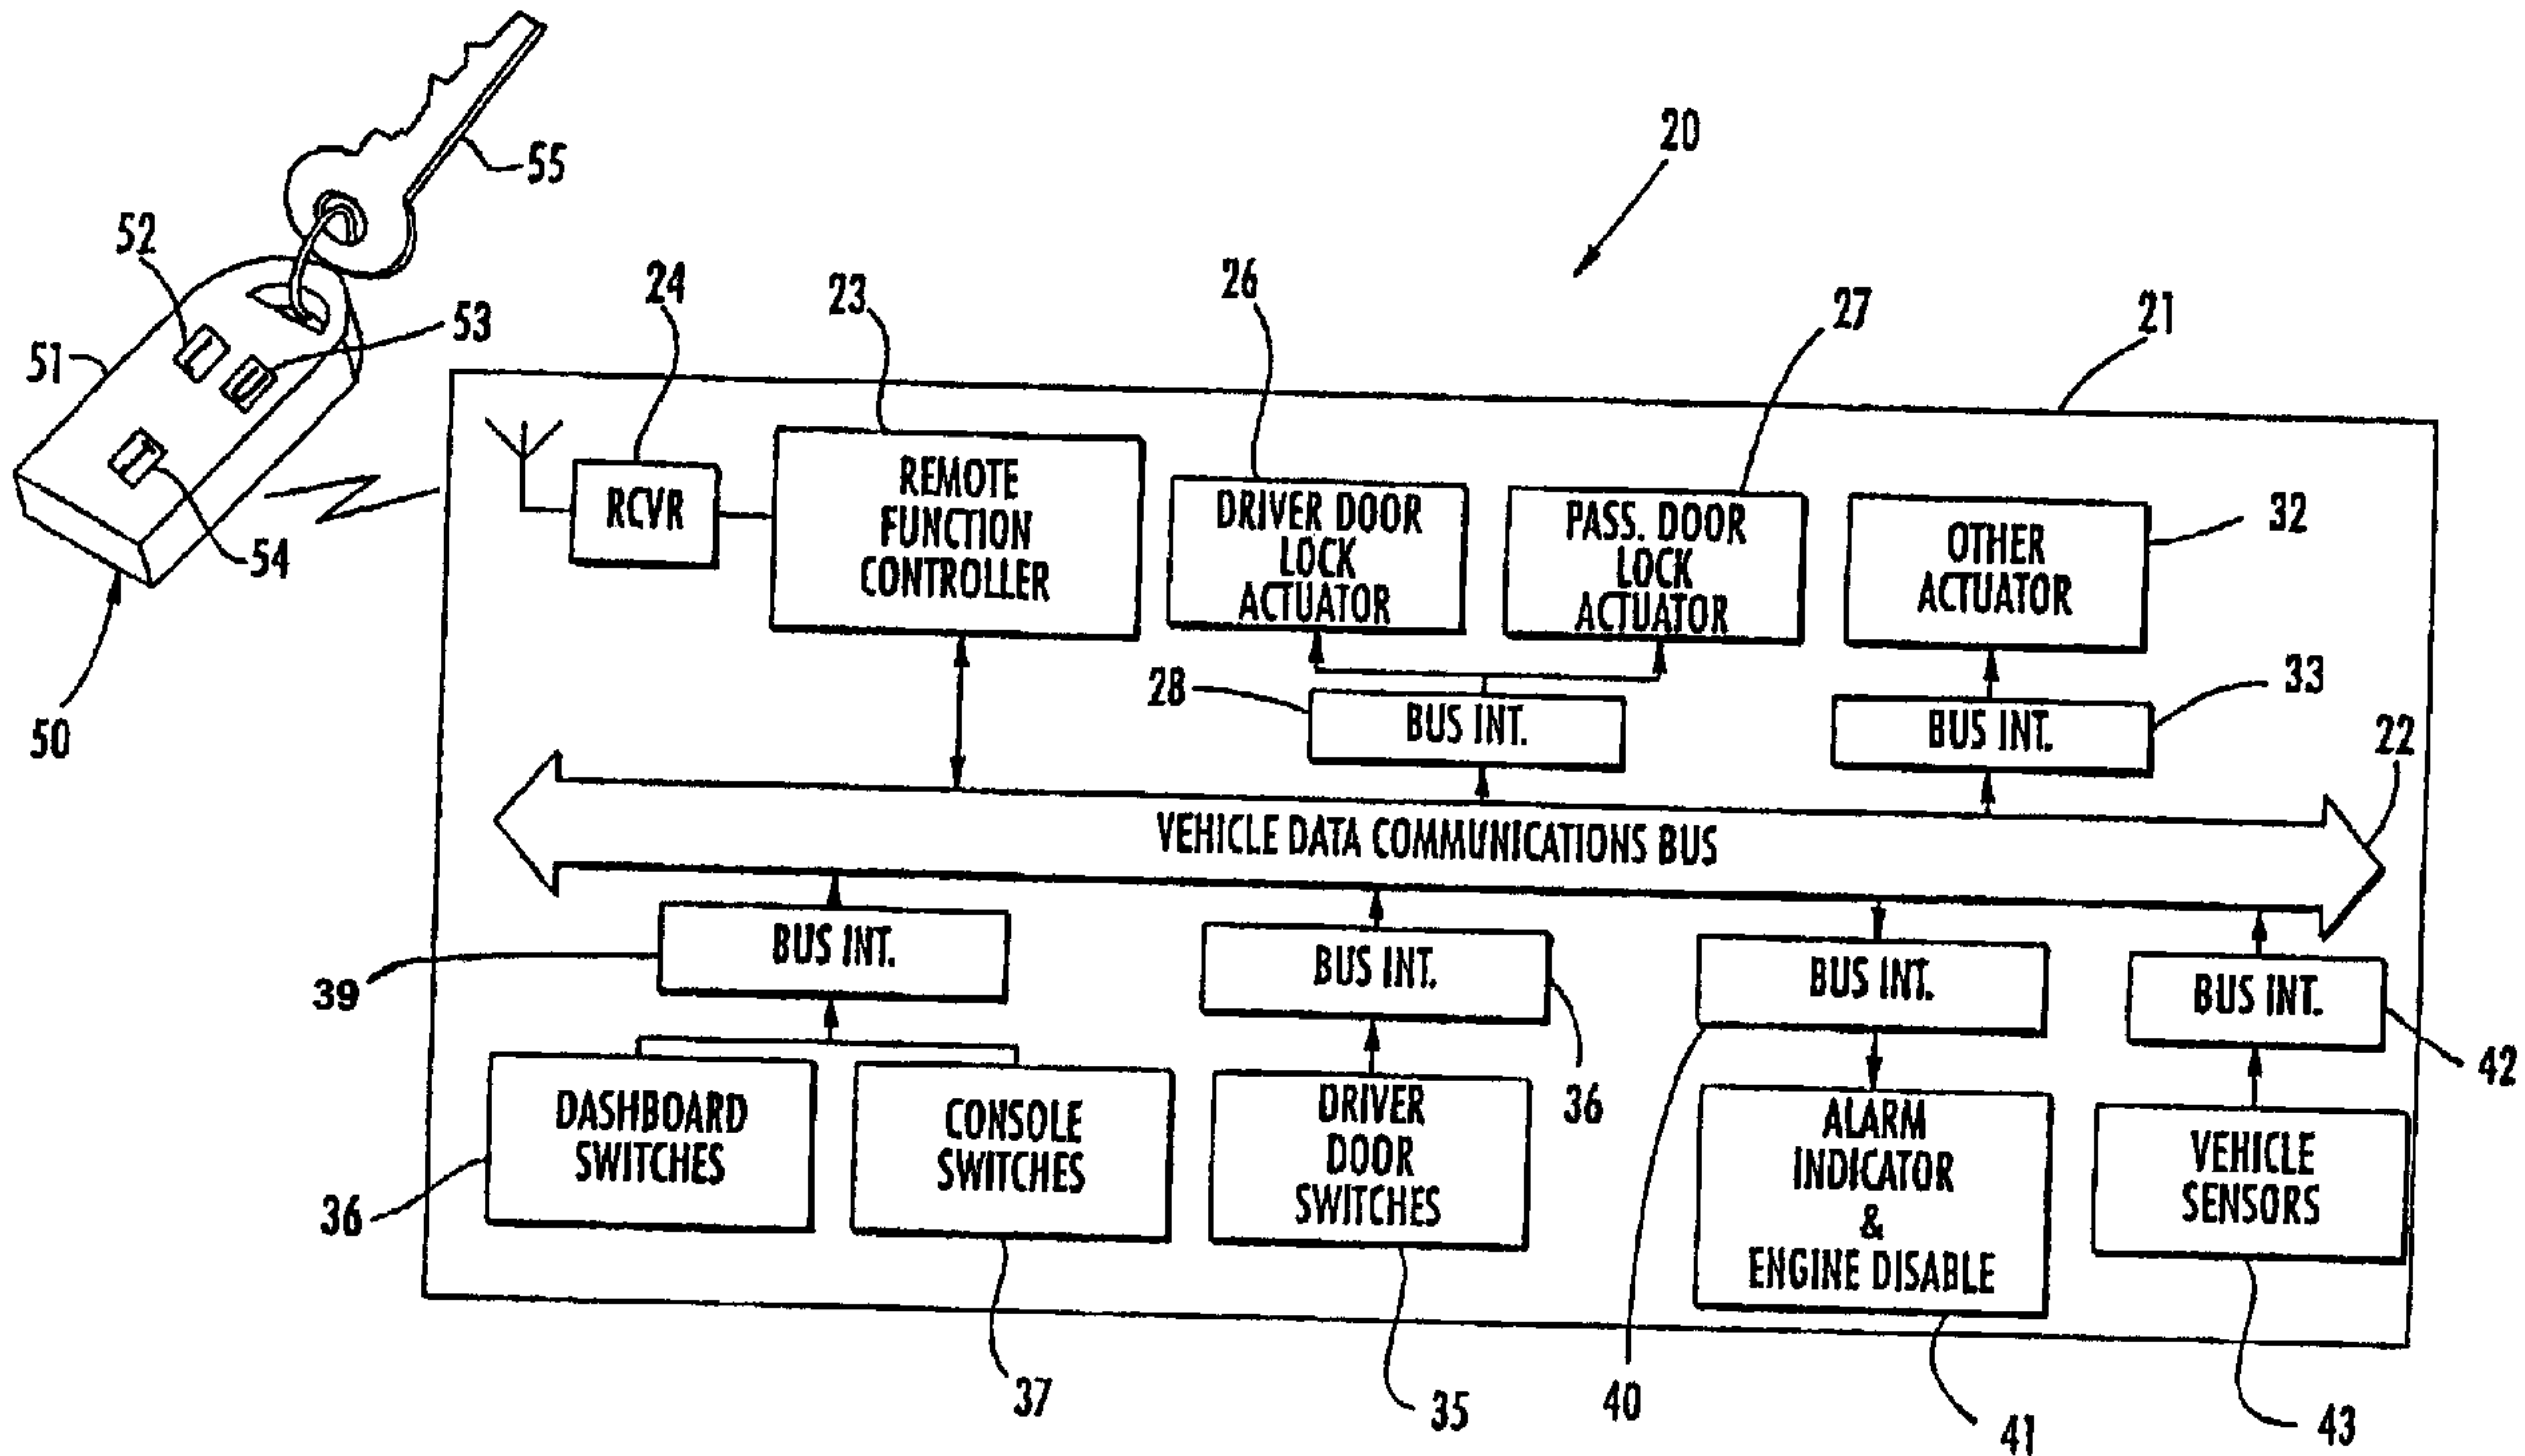 55
20
52
24
23
26
27
21
53
51
RCVR
REMOTE
FUNCTION
CONTROLLER
DRIVER DOOR
LOCK
ACTUATOR
PASS. DOOR
LOCK
ACTUATOR
OTHER
ACTUATOR
32
54
50
28
BUS INT.
BUS INT.
33
22
VEHICLE DATA COMMUNICATIONS BUS
39
BUS INT.
BUS INT.
36
BUS INT.
BUS INT.
42
40
36
DASHBOARD
SWITCHES
CONSOLE
SWITCHES
DRIVER
DOOR
SWITCHES
ALARM
INDICATOR
&
ENGINE DISABLE
VEHICLE
SENSORS
37
35
41
43